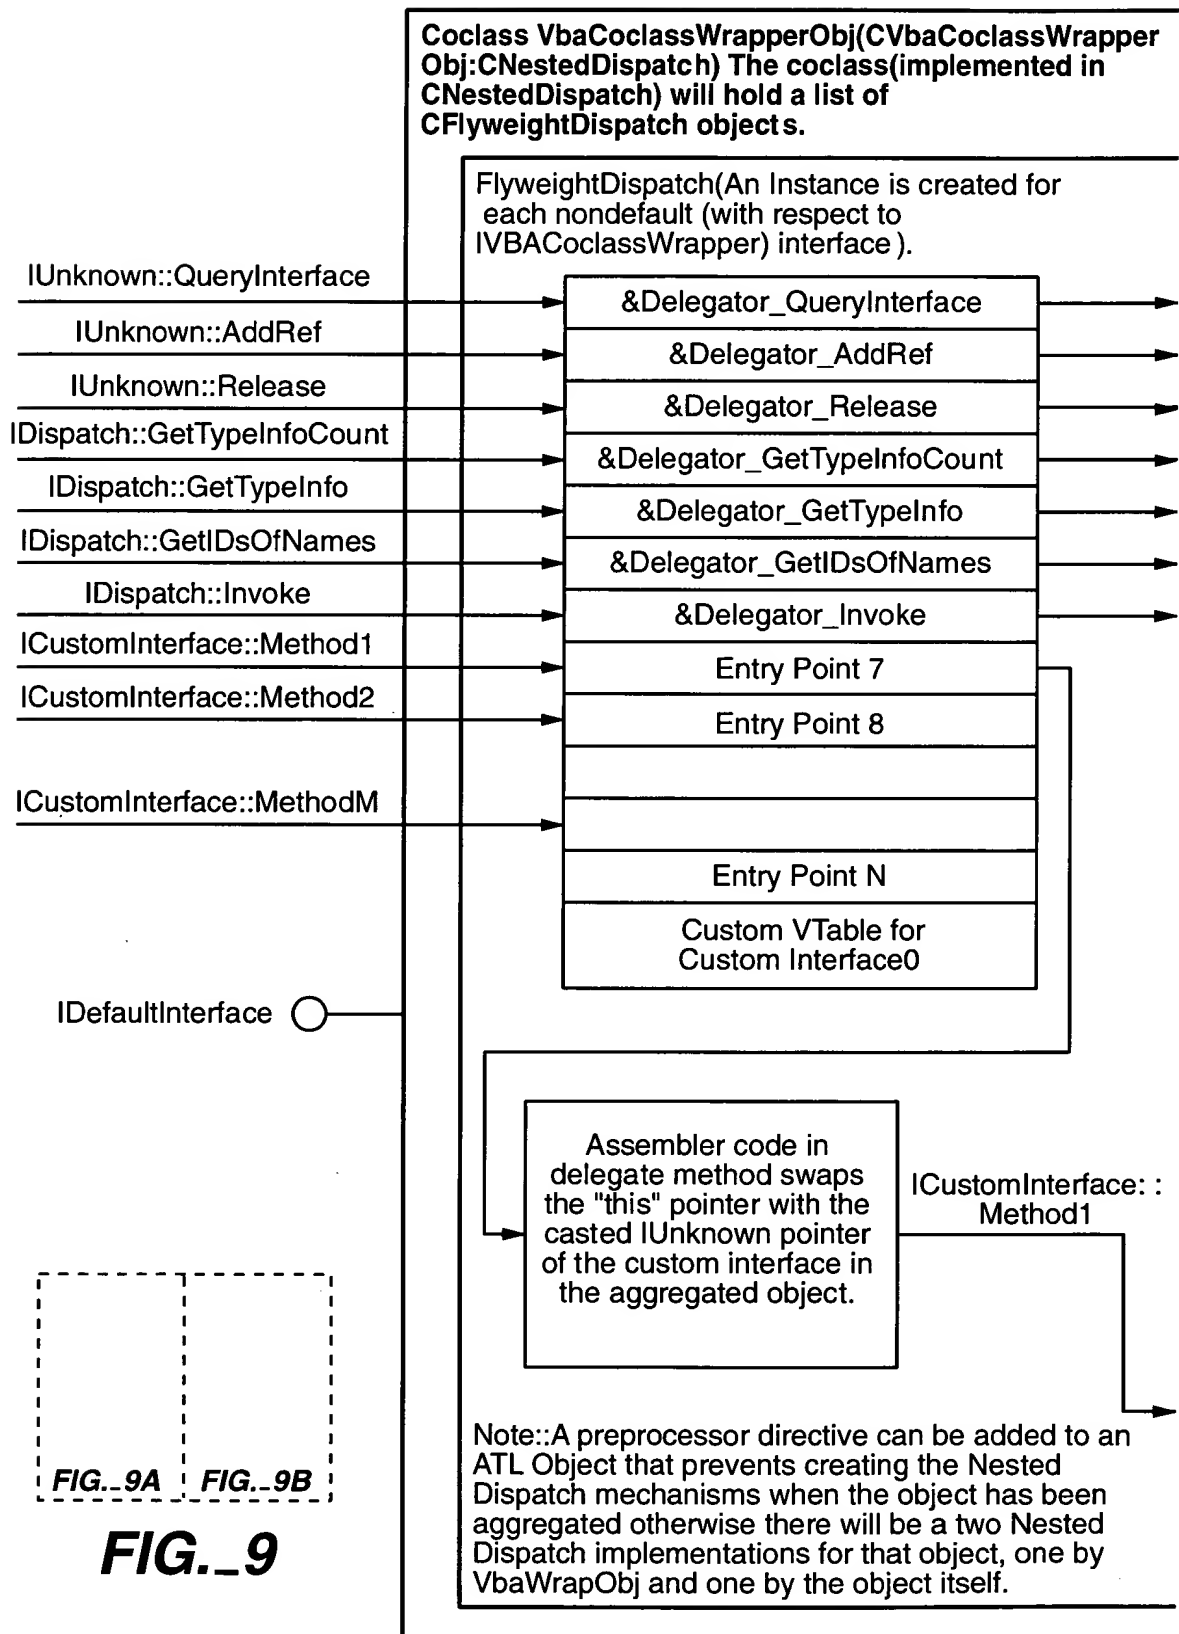 Coclass VbaCoclassWrapperObj(CVbaCoclassWrapper
Obj:CNestedDispatch) The coclass(implemented in
CNestedDispatch) will hold a list of
CFlyweightDispatch objects.
FlyweightDispatch(An Instance is created for
each nondefault (with respect to
IVBACoclassWrapper) interface).
IUnknown::QueryInterface
&Delegator_QueryInterface
IUnknown::AddRef
&Delegator_AddRef
IUnknown::Release
&Delegator_Release
IDispatch::GetTypeInfoCount
&Delegator_GetTypeInfoCount
IDispatch::GetTypeInfo
&Delegator_GetTypeInfo
IDispatch::GetIDsOfNames
&Delegator_GetIDsOfNames
IDispatch::Invoke
&Delegator_Invoke
ICustomInterface::Method1
Entry Point 7
ICustomInterface::Method2
Entry Point 8
ICustomInterface::MethodM
Entry Point N
Custom VTable for
Custom Interface0
IDefaultInterface
Assembler code in
delegate method swaps
the "this" pointer with the
casted IUnknown pointer
of the custom interface in
the aggregated object.
ICustomInterface: :
Method1
Note::A preprocessor directive can be added to an
ATL Object that prevents creating the Nested
Dispatch mechanisms when the object has been
aggregated otherwise there will be a two Nested
Dispatch implementations for that object, one by
VbaWrapObj and one by the object itself.
FIG._9A
FIG._9B
FIG._9